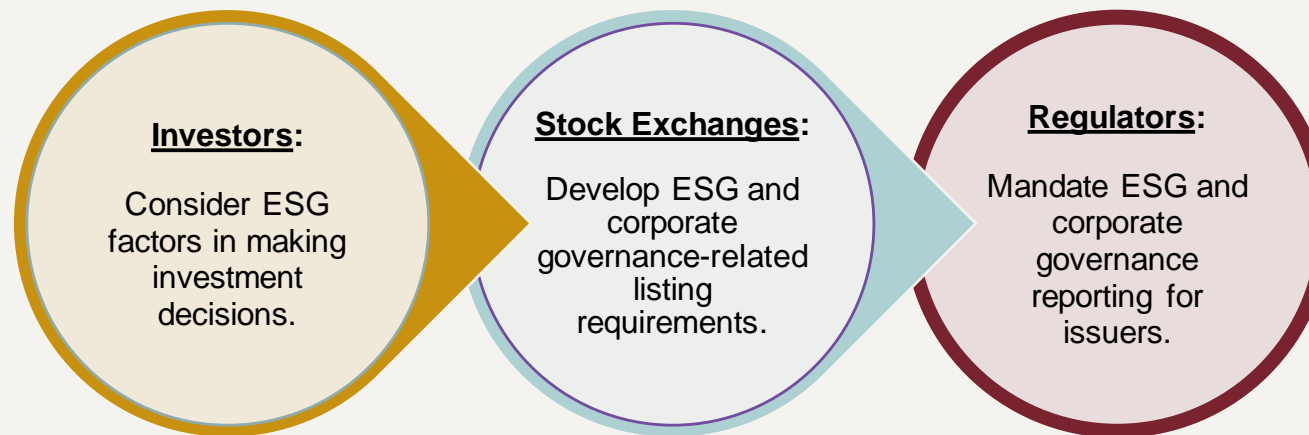 Investors:
Consider ESG
factors in making
investment
decisions.
Stock Exchanges:
Develop ESG and
corporate
governance-related
listing
requirements.
Regulators:
Mandate ESG and
corporate
governance
reporting for
issuers.